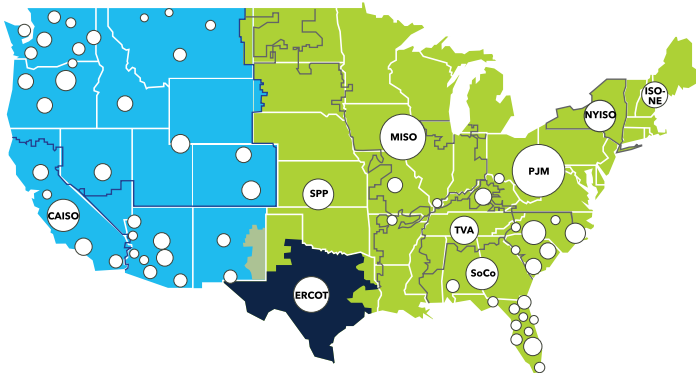 ISO-
NE
NYISO
MISO
PJM
SPP
CAISO
TVA
SoCo
ERCOT